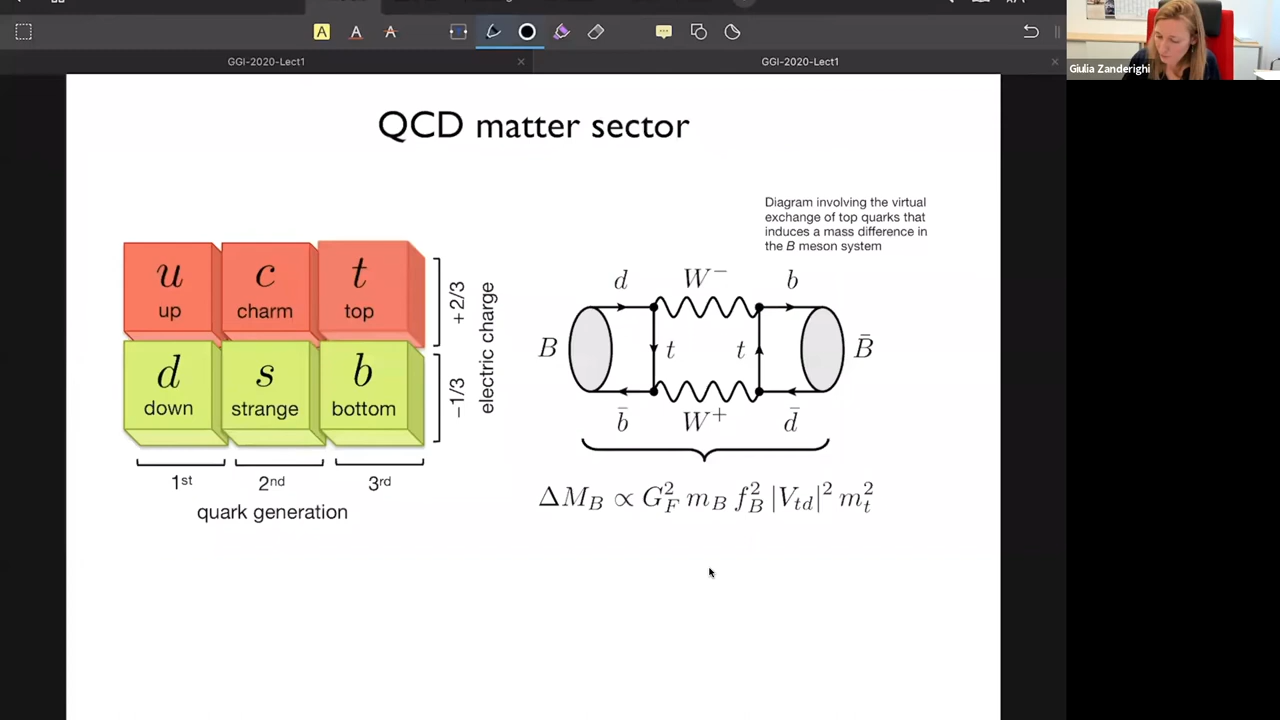 A A A
GGI-2020-Lect1
GGI-2020-Lect1
Giulia Zanderighi
QCD matter sector
Diagram involving the virtual
exchange of top quarks that
induces a mass difference in
the B meson system
u c t
up charm top
+2/3
d s b
down strange bottom
−1/3
electric charge
1st 2nd 3rd
quark generation
d W⁻ b
B t t B̄
b̄ W⁺ d̄
ΔM_B ∝ G_F² m_B f_B² |V_td|² m_t²